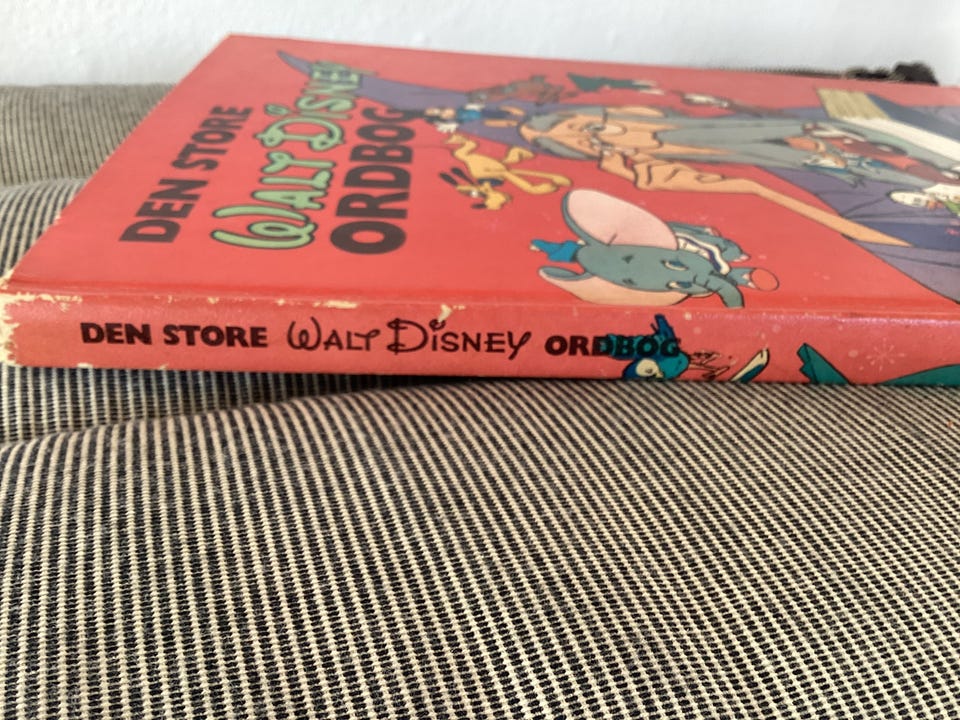 DEN STORE
WALT DISNEY
ORDBOG
DEN STORE WALT DISNEY ORDBOG